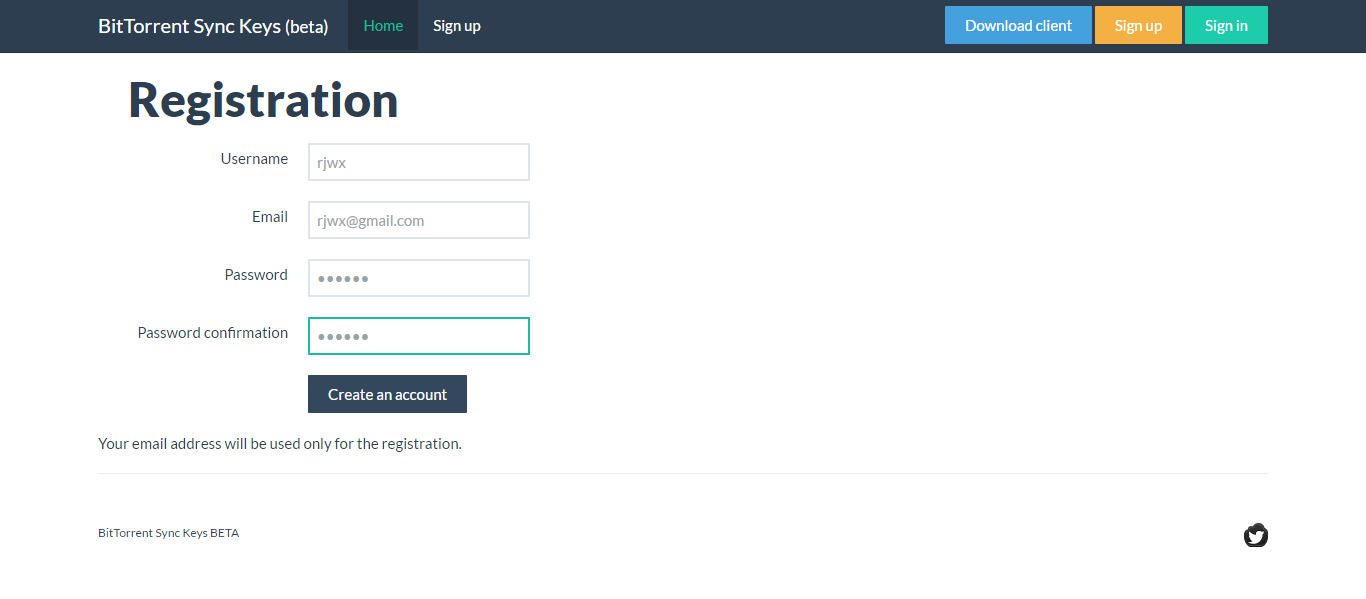 BitTorrent Sync Keys (beta) Home Sign up Download client Sign up Sign in
Registration
Username rjwx
Email rjwx@gmail.com
Password ●●●●●●
Password confirmation ●●●●●●
Create an account
Your email address will be used only for the registration.
BitTorrent Sync Keys BETA